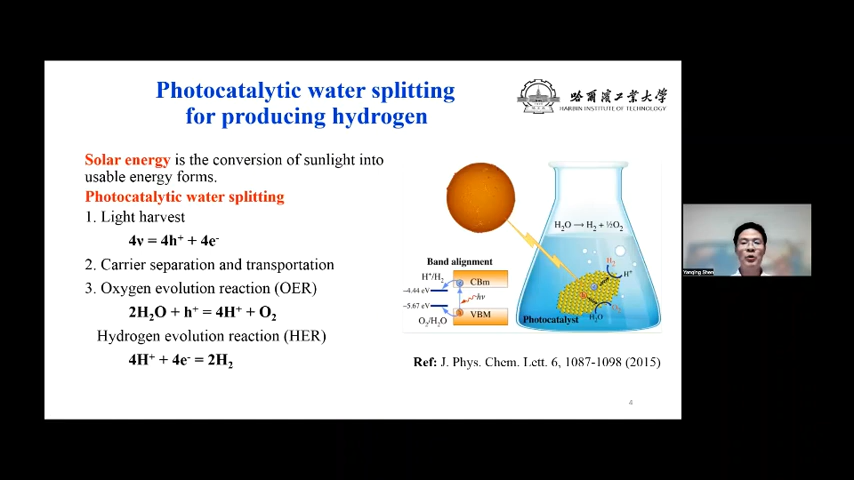 Photocatalytic water splitting
for producing hydrogen
哈爾濱工業大學
HARBIN INSTITUTE OF TECHNOLOGY
Solar energy is the conversion of sunlight into
usable energy forms.
Photocatalytic water splitting
1. Light harvest
4ν = 4h⁺ + 4e⁻
2. Carrier separation and transportation
3. Oxygen evolution reaction (OER)
2H₂O + h⁺ = 4H⁺ + O₂
Hydrogen evolution reaction (HER)
4H⁺ + 4e⁻ = 2H₂
H₂O → H₂ + ½O₂
Band alignment
H⁺/H₂
CBm
−4.44 eV
hν
−5.67 eV
VBM
O₂/H₂O
H₂
H⁺
O₂
H₂O
Photocatalyst
Ref: J. Phys. Chem. Lett. 6, 1087-1098 (2015)
4
Yanqing Shen